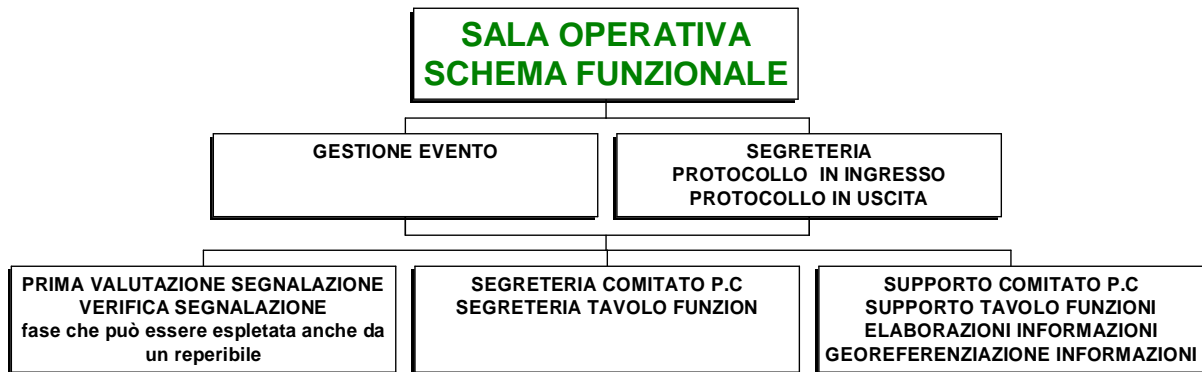 SALA OPERATIVA
SCHEMA FUNZIONALE
GESTIONE EVENTO
SEGRETERIA
PROTOCOLLO IN INGRESSO
PROTOCOLLO IN USCITA
PRIMA VALUTAZIONE SEGNALAZIONE
VERIFICA SEGNALAZIONE
fase che può essere espletata anche da
un reperibile
SEGRETERIA COMITATO P.C
SEGRETERIA TAVOLO FUNZION
SUPPORTO COMITATO P.C
SUPPORTO TAVOLO FUNZIONI
ELABORAZIONI INFORMAZIONI
GEOREFERENZIAZIONE INFORMAZIONI